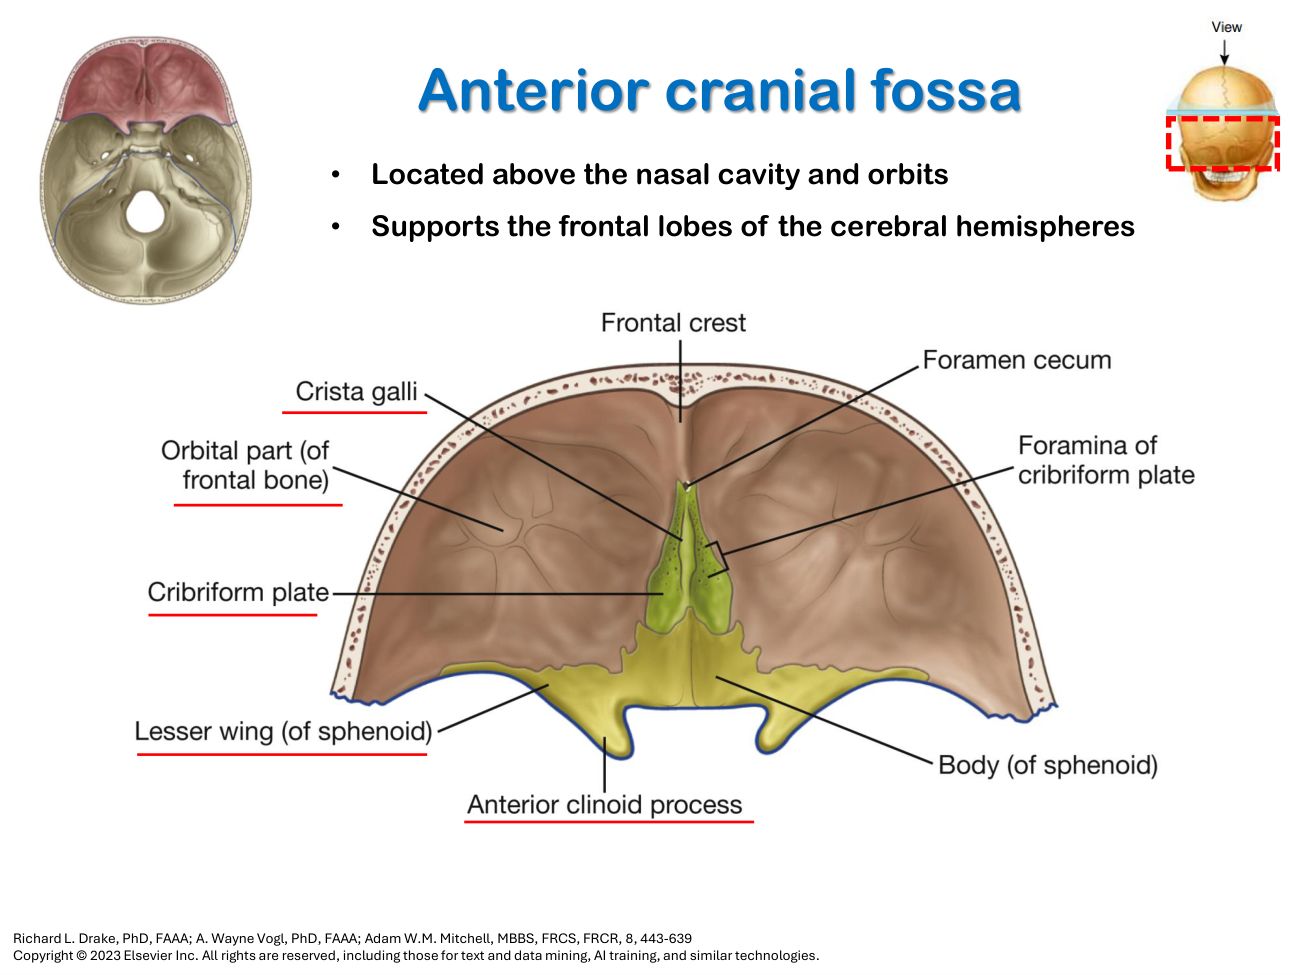 View
Anterior cranial fossa
• Located above the nasal cavity and orbits
• Supports the frontal lobes of the cerebral hemispheres
Frontal crest
Foramen cecum
Crista galli
Foramina of
cribriform plate
Orbital part (of
frontal bone)
Cribriform plate
Lesser wing (of sphenoid)
Body (of sphenoid)
Anterior clinoid process
Richard L. Drake, PhD, FAAA; A. Wayne Vogl, PhD, FAAA; Adam W.M. Mitchell, MBBS, FRCS, FRCR, 8, 443-639
Copyright © 2023 Elsevier Inc. All rights are reserved, including those for text and data mining, AI training, and similar technologies.